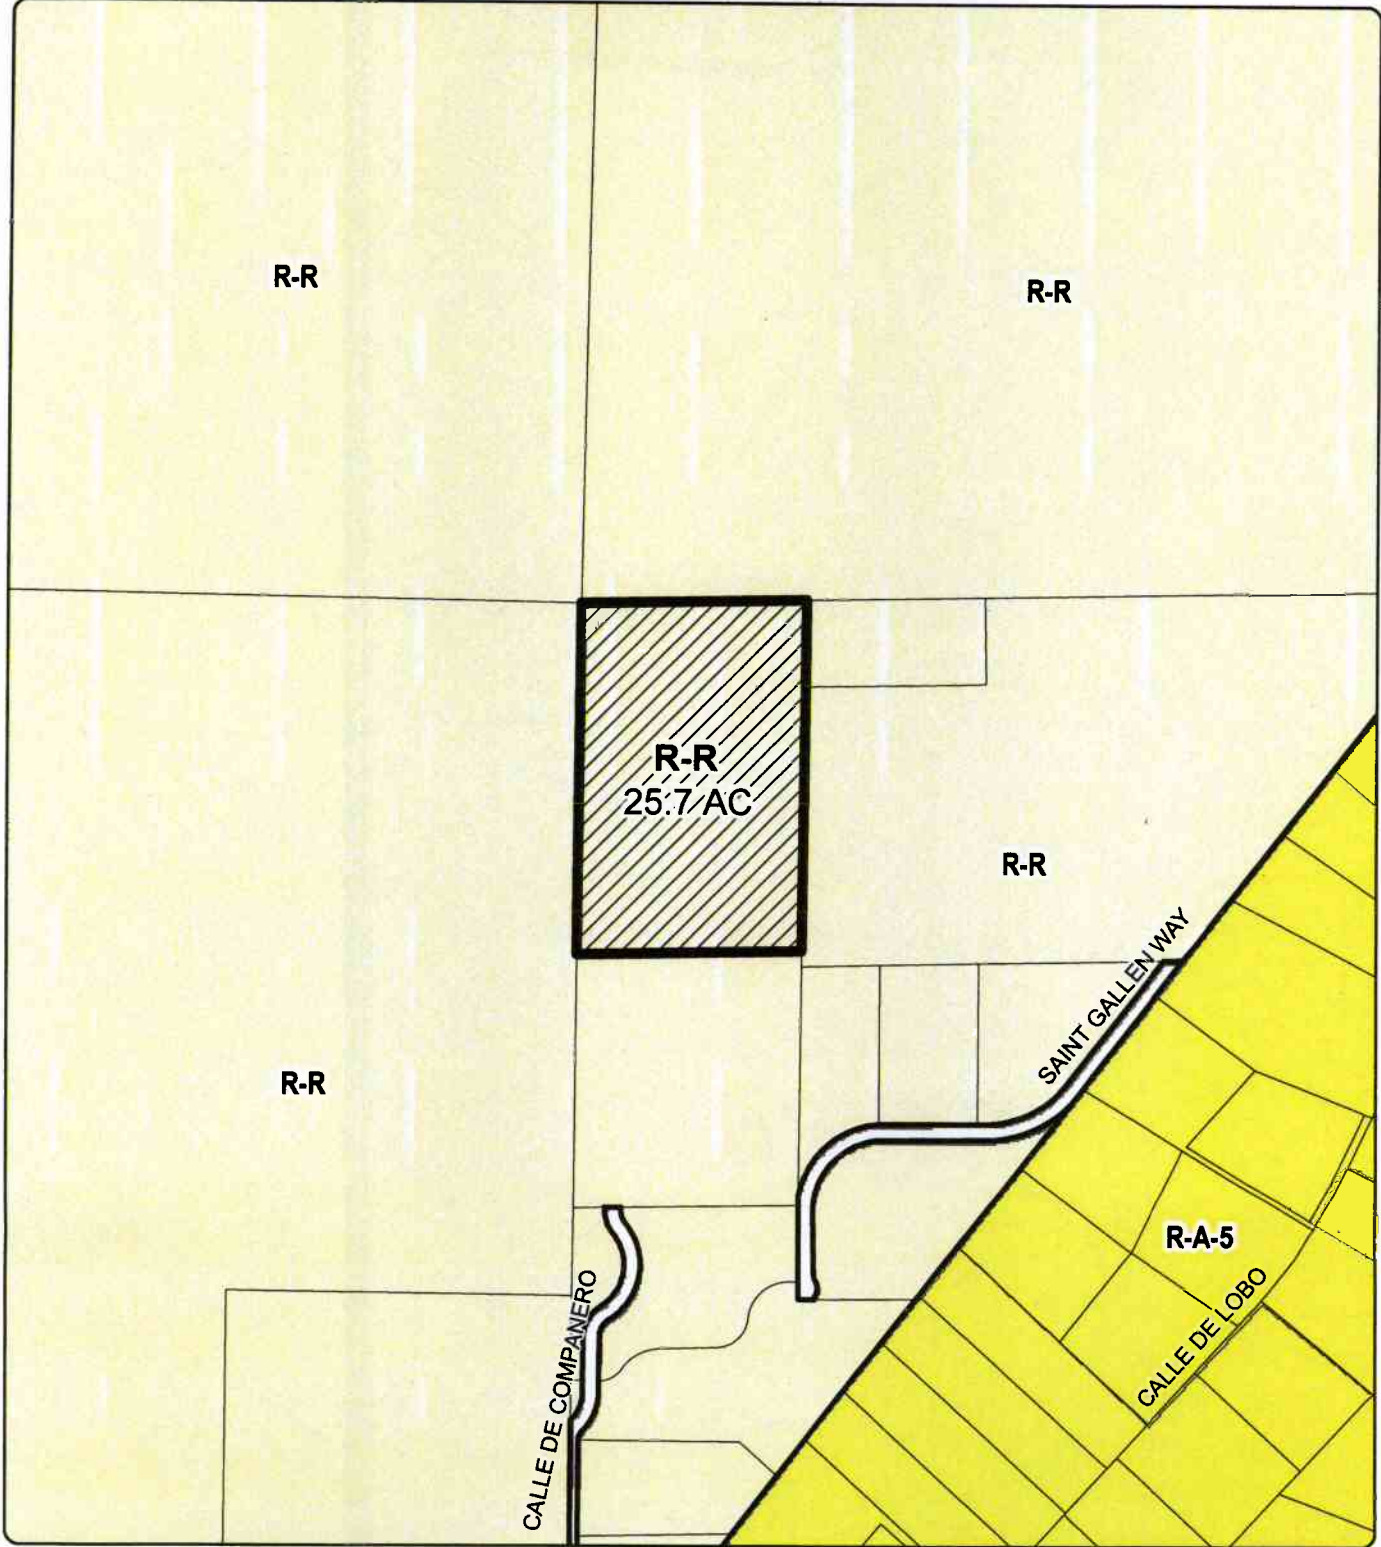 R-R
R-R
R-R
25.7 AC
R-R
SAINT GALLEN WAY
R-R
R-A-5
CALLE DE LOBO
CALLE DE COMPANERO